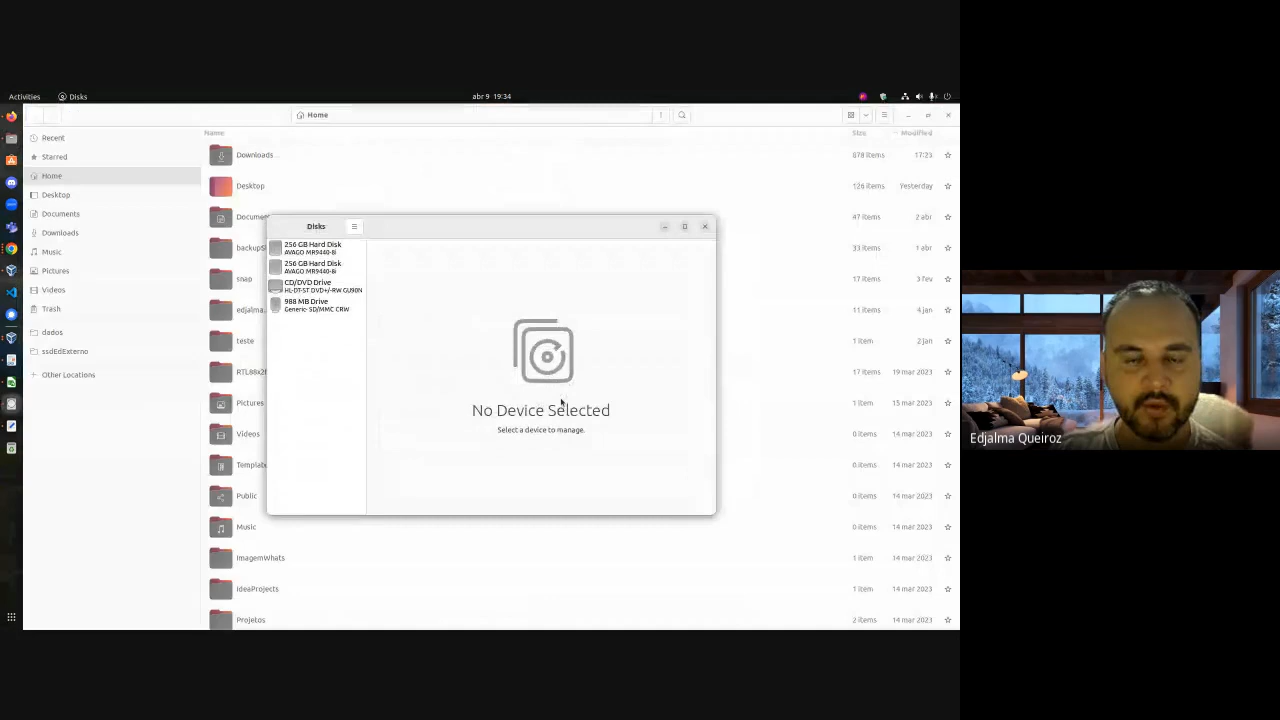 Activities
Disks
abr 9 19:34
Home
Recent
Starred
Home
Desktop
Documents
Downloads
Music
Pictures
Videos
Trash
dados
ssdEdExterno
Other Locations
Name
Size
Modified
Downloads
678 items
17:23
Desktop
126 items
Yesterday
47 items
2 abr
33 items
1 abr
snap
17 items
3 fev
11 items
4 jan
teste
1 item
2 jan
17 items
19 mar 2023
Pictures
1 item
15 mar 2023
Videos
0 items
14 mar 2023
0 items
14 mar 2023
Public
0 items
14 mar 2023
Music
0 items
14 mar 2023
ImagemWhats
1 item
14 mar 2023
IdeaProjects
1 item
14 mar 2023
Projetos
2 items
14 mar 2023
Disks
256 GB Hard Disk
AVAGO MR9440-8i
256 GB Hard Disk
AVAGO MR9440-8i
CD/DVD Drive
HL-DT-ST DVD+/-RW GU90N
988 MB Drive
Generic- SD/MMC CRW
No Device Selected
Select a device to manage.
Edjalma Queiroz